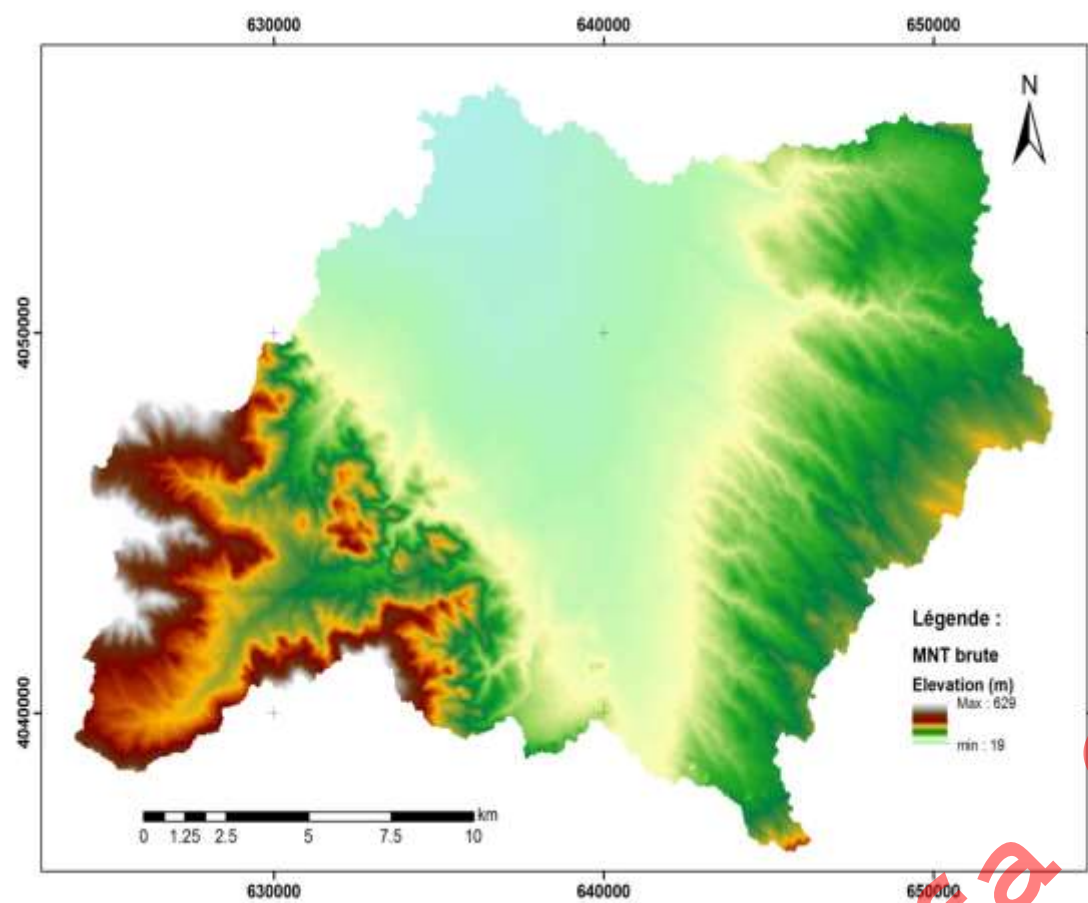 630000 640000 650000
N
4050000
4040000
Légende :
MNT brute
Elevation (m)
Max : 629
min : 19
km
0 1.25 2.5 5 7.5 10
630000 640000 650000